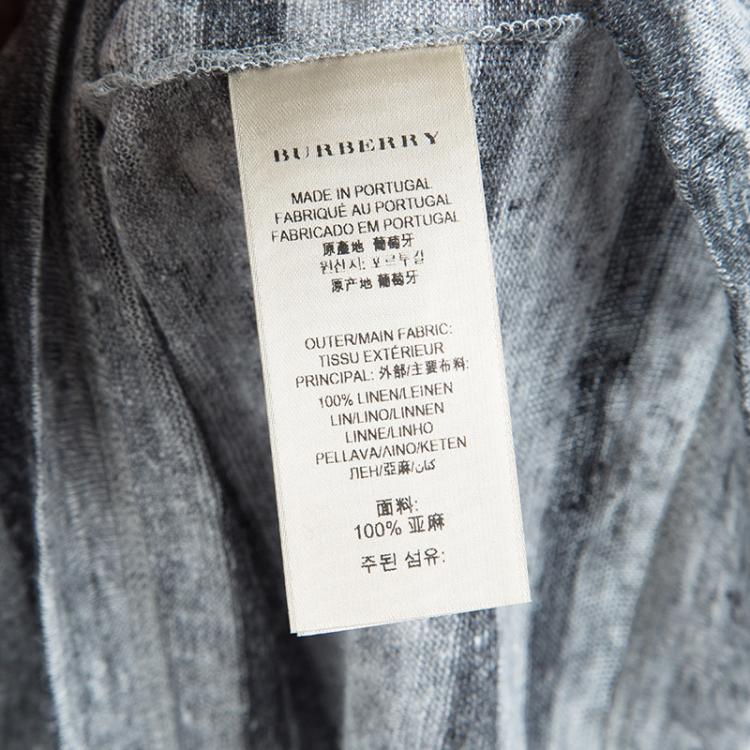 BURBERRY
MADE IN PORTUGAL
FABRIQUÉ AU PORTUGAL
FABRICADO EM PORTUGAL
原產地 葡萄牙
원산지: 포르투갈
原产地 葡萄牙
OUTER/MAIN FABRIC:
TISSU EXTÉRIEUR
PRINCIPAL: 外部/主要布料:
100% LINEN/LEINEN
LIN/LINO/LINNEN
LINNE/LINHO
PELLAVA/ΛΙΝΟ/KETEN
ЛЕН/亞麻/كتان
面料:
100% 亚麻
주된 섬유: